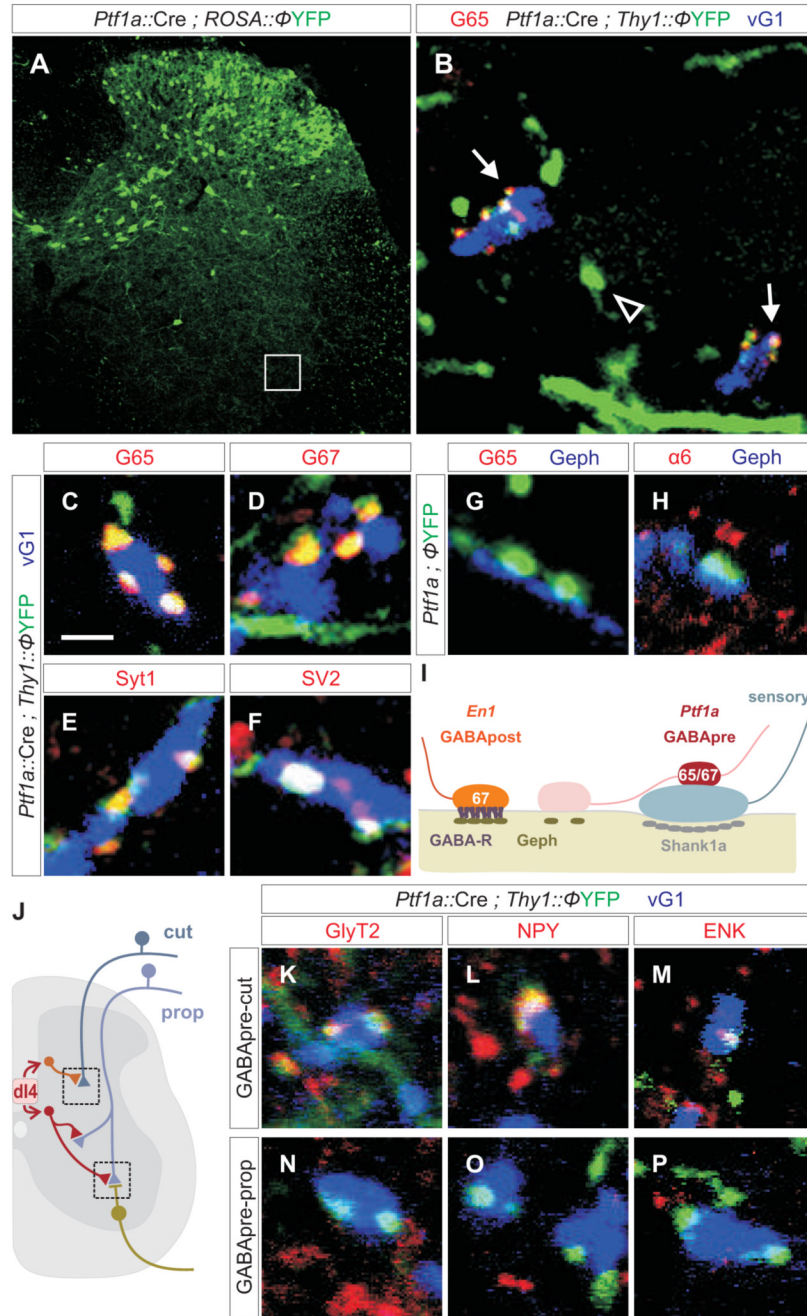 Ptf1a::Cre ; ROSA::ΦYFP
G65 Ptf1a::Cre ; Thy1::ΦYFP vG1
A
B
G65
G67
G65 Geph
α6 Geph
C
D
G
H
Ptf1a::Cre ; Thy1::ΦYFP vG1
Ptf1a ; ΦYFP
Syt1
SV2
E
F
I
En1
GABApost
Ptf1a
GABApre
sensory
67
65/67
GABA-R
Geph
Shank1a
J
cut
prop
dI4
Ptf1a::Cre ; Thy1::ΦYFP vG1
GlyT2
NPY
ENK
GABApre-cut
K
L
M
GABApre-prop
N
O
P